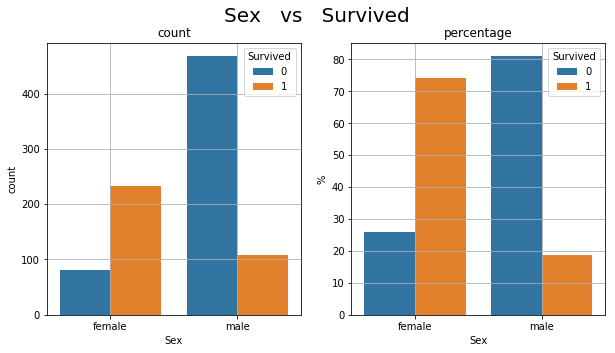 Sex vs Survived
count
Survived
0
1
400
300
200
100
0
count
female
male
Sex
percentage
Survived
0
1
80
70
60
50
40
30
20
10
0
%
female
male
Sex